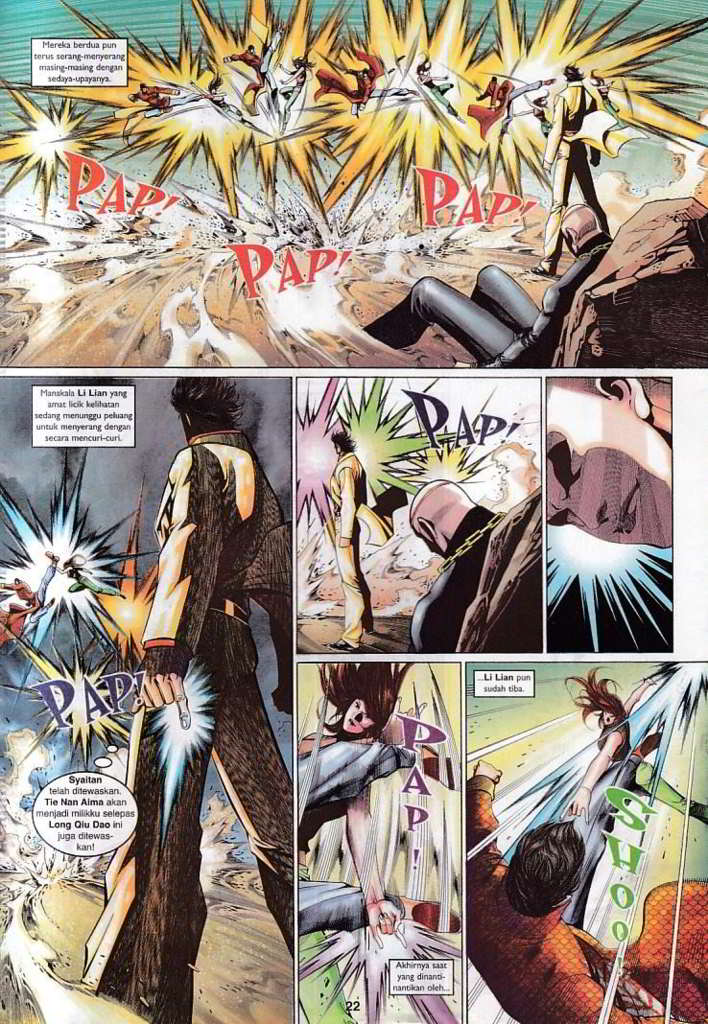 Mereka berdua pun
terus serang-menyerang
masing-masing dengan
sedaya-upayanya.
PAP!
PAP!
PAP!
Manakala Li Lian yang
amat licik kelihatan
sedang menunggu peluang
untuk menyerang dengan
secara mencuri-curi.
PAP!
Syaitan
telah ditewaskan.
Tie Nan Aima akan
menjadi milikku selepas
Long Qiu Dao ini
juga ditewas-
kan!
PAP!
PAP!
Akhirnya saat
yang dinanti-
nantikan oleh...
...Li Lian pun
sudah tiba.
SHOO!
22